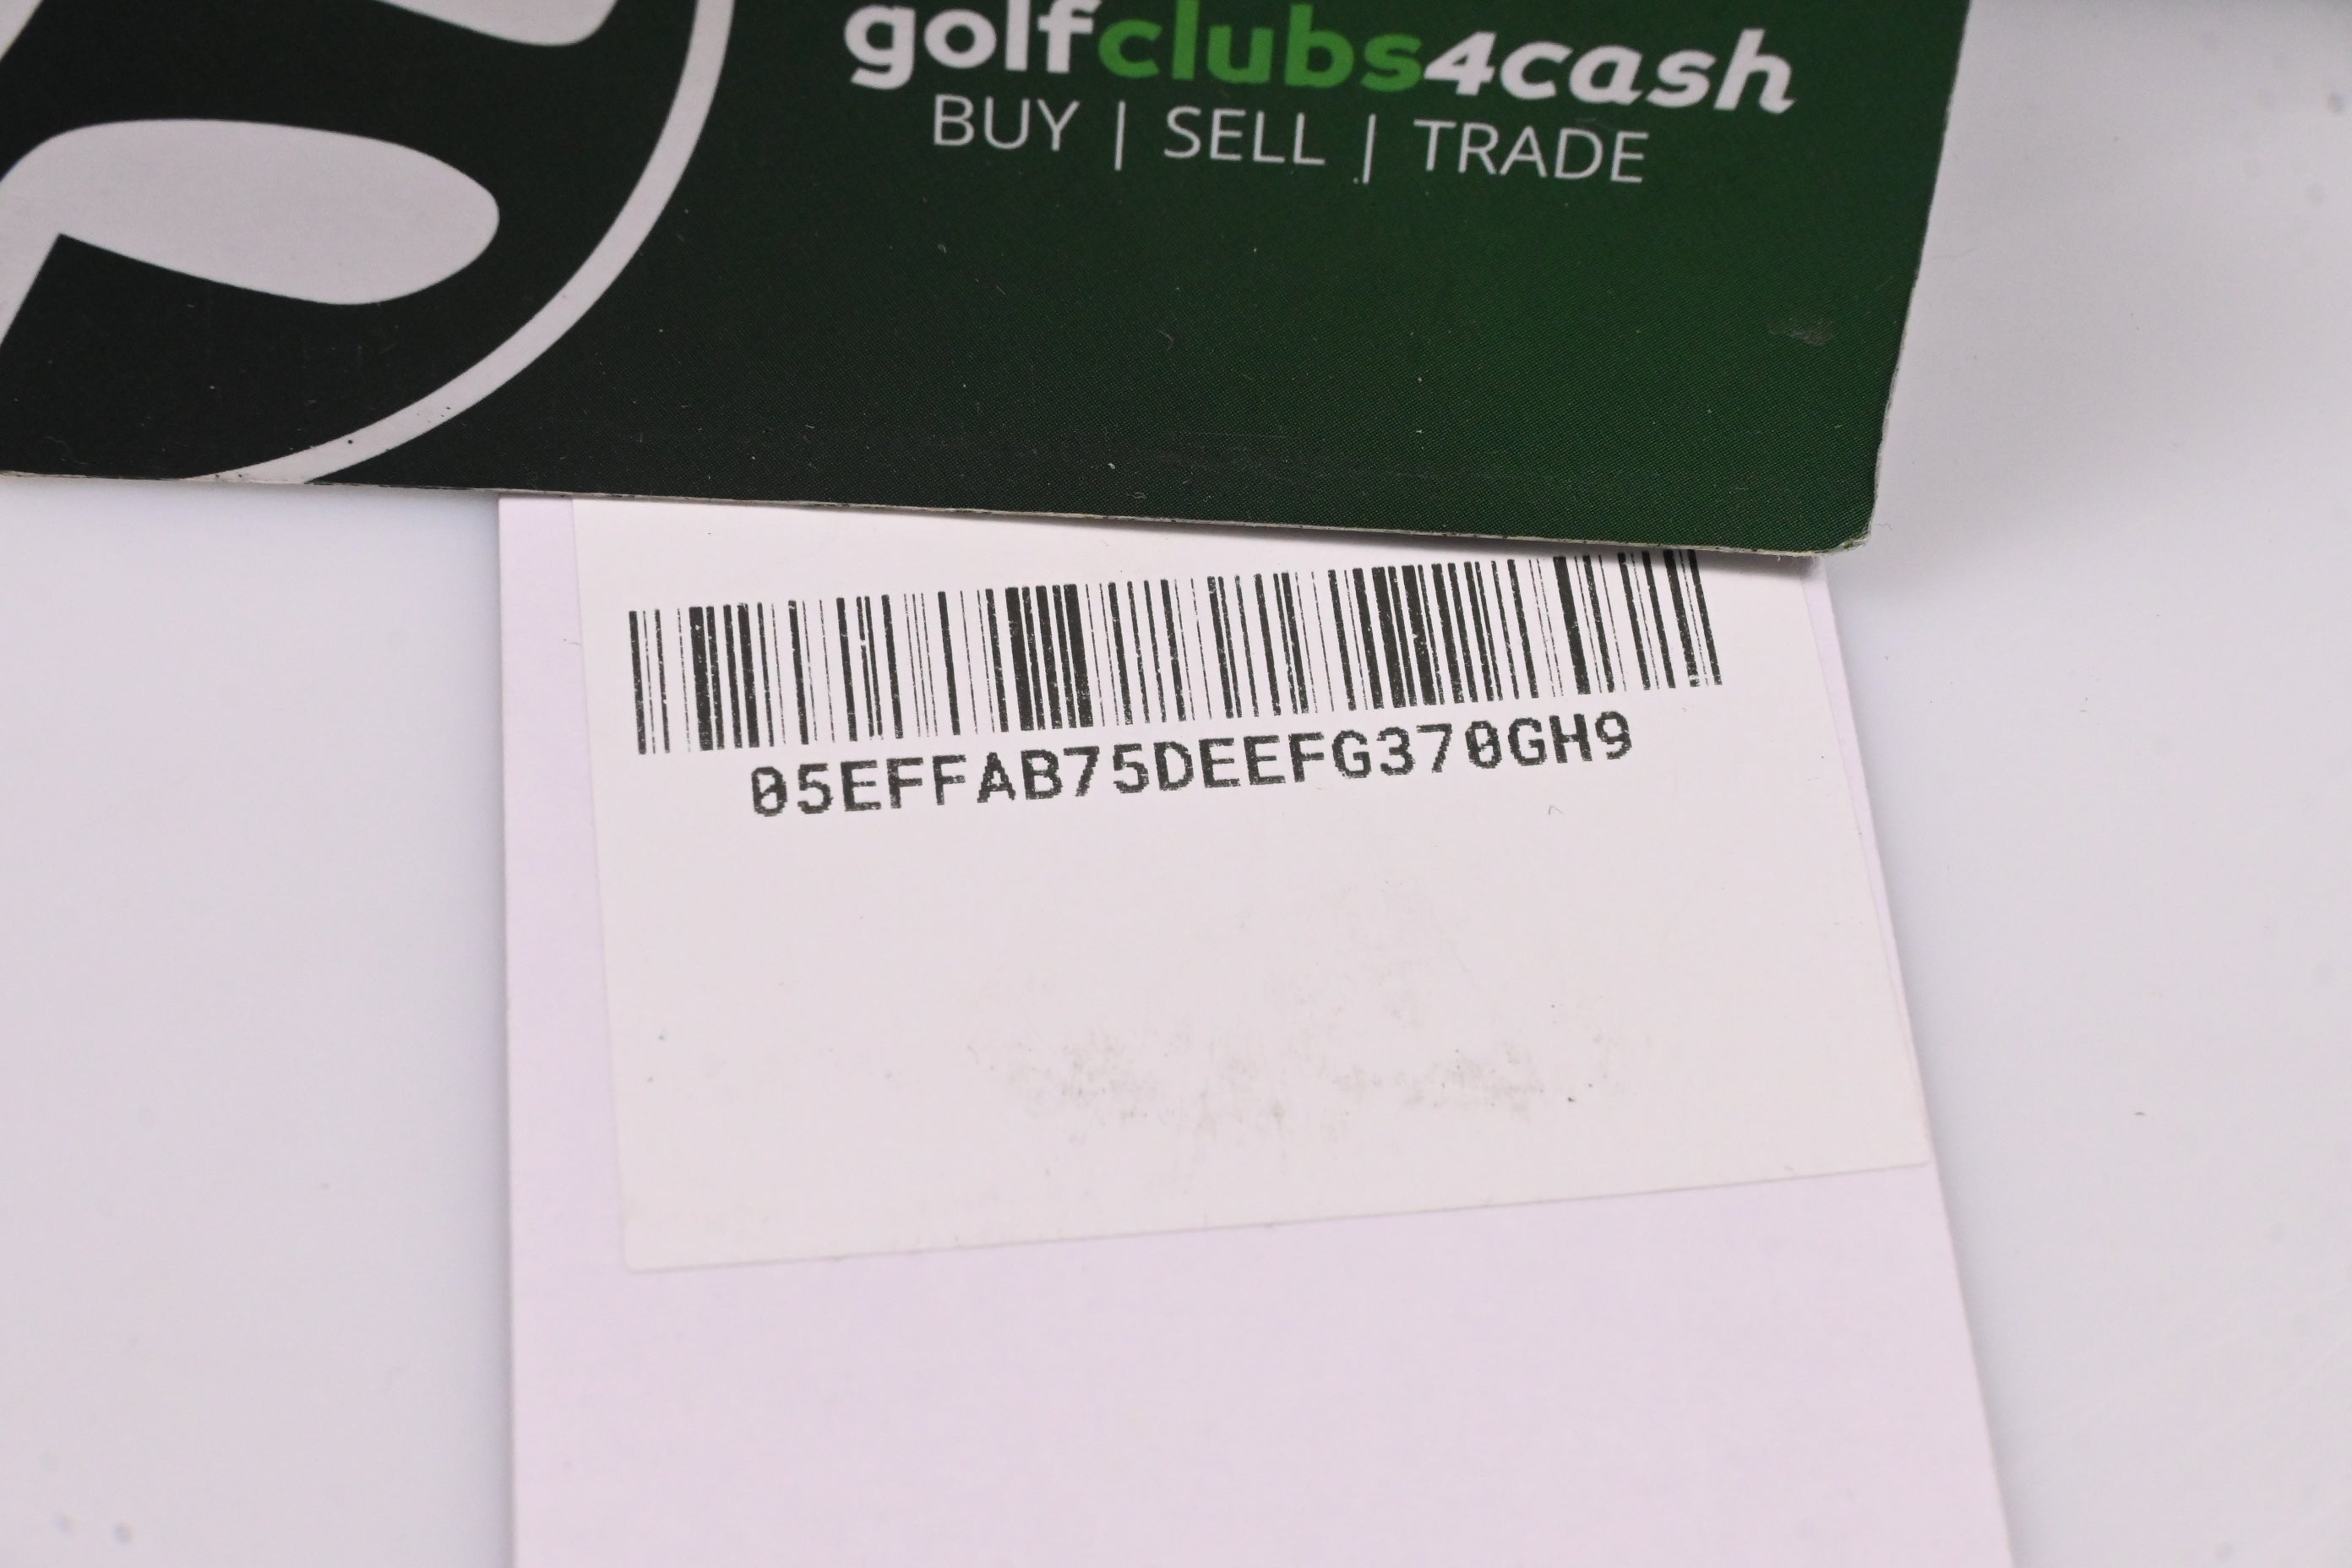 golfclubs4cash
BUY | SELL | TRADE
05EFFAB75DEEFG370GH9